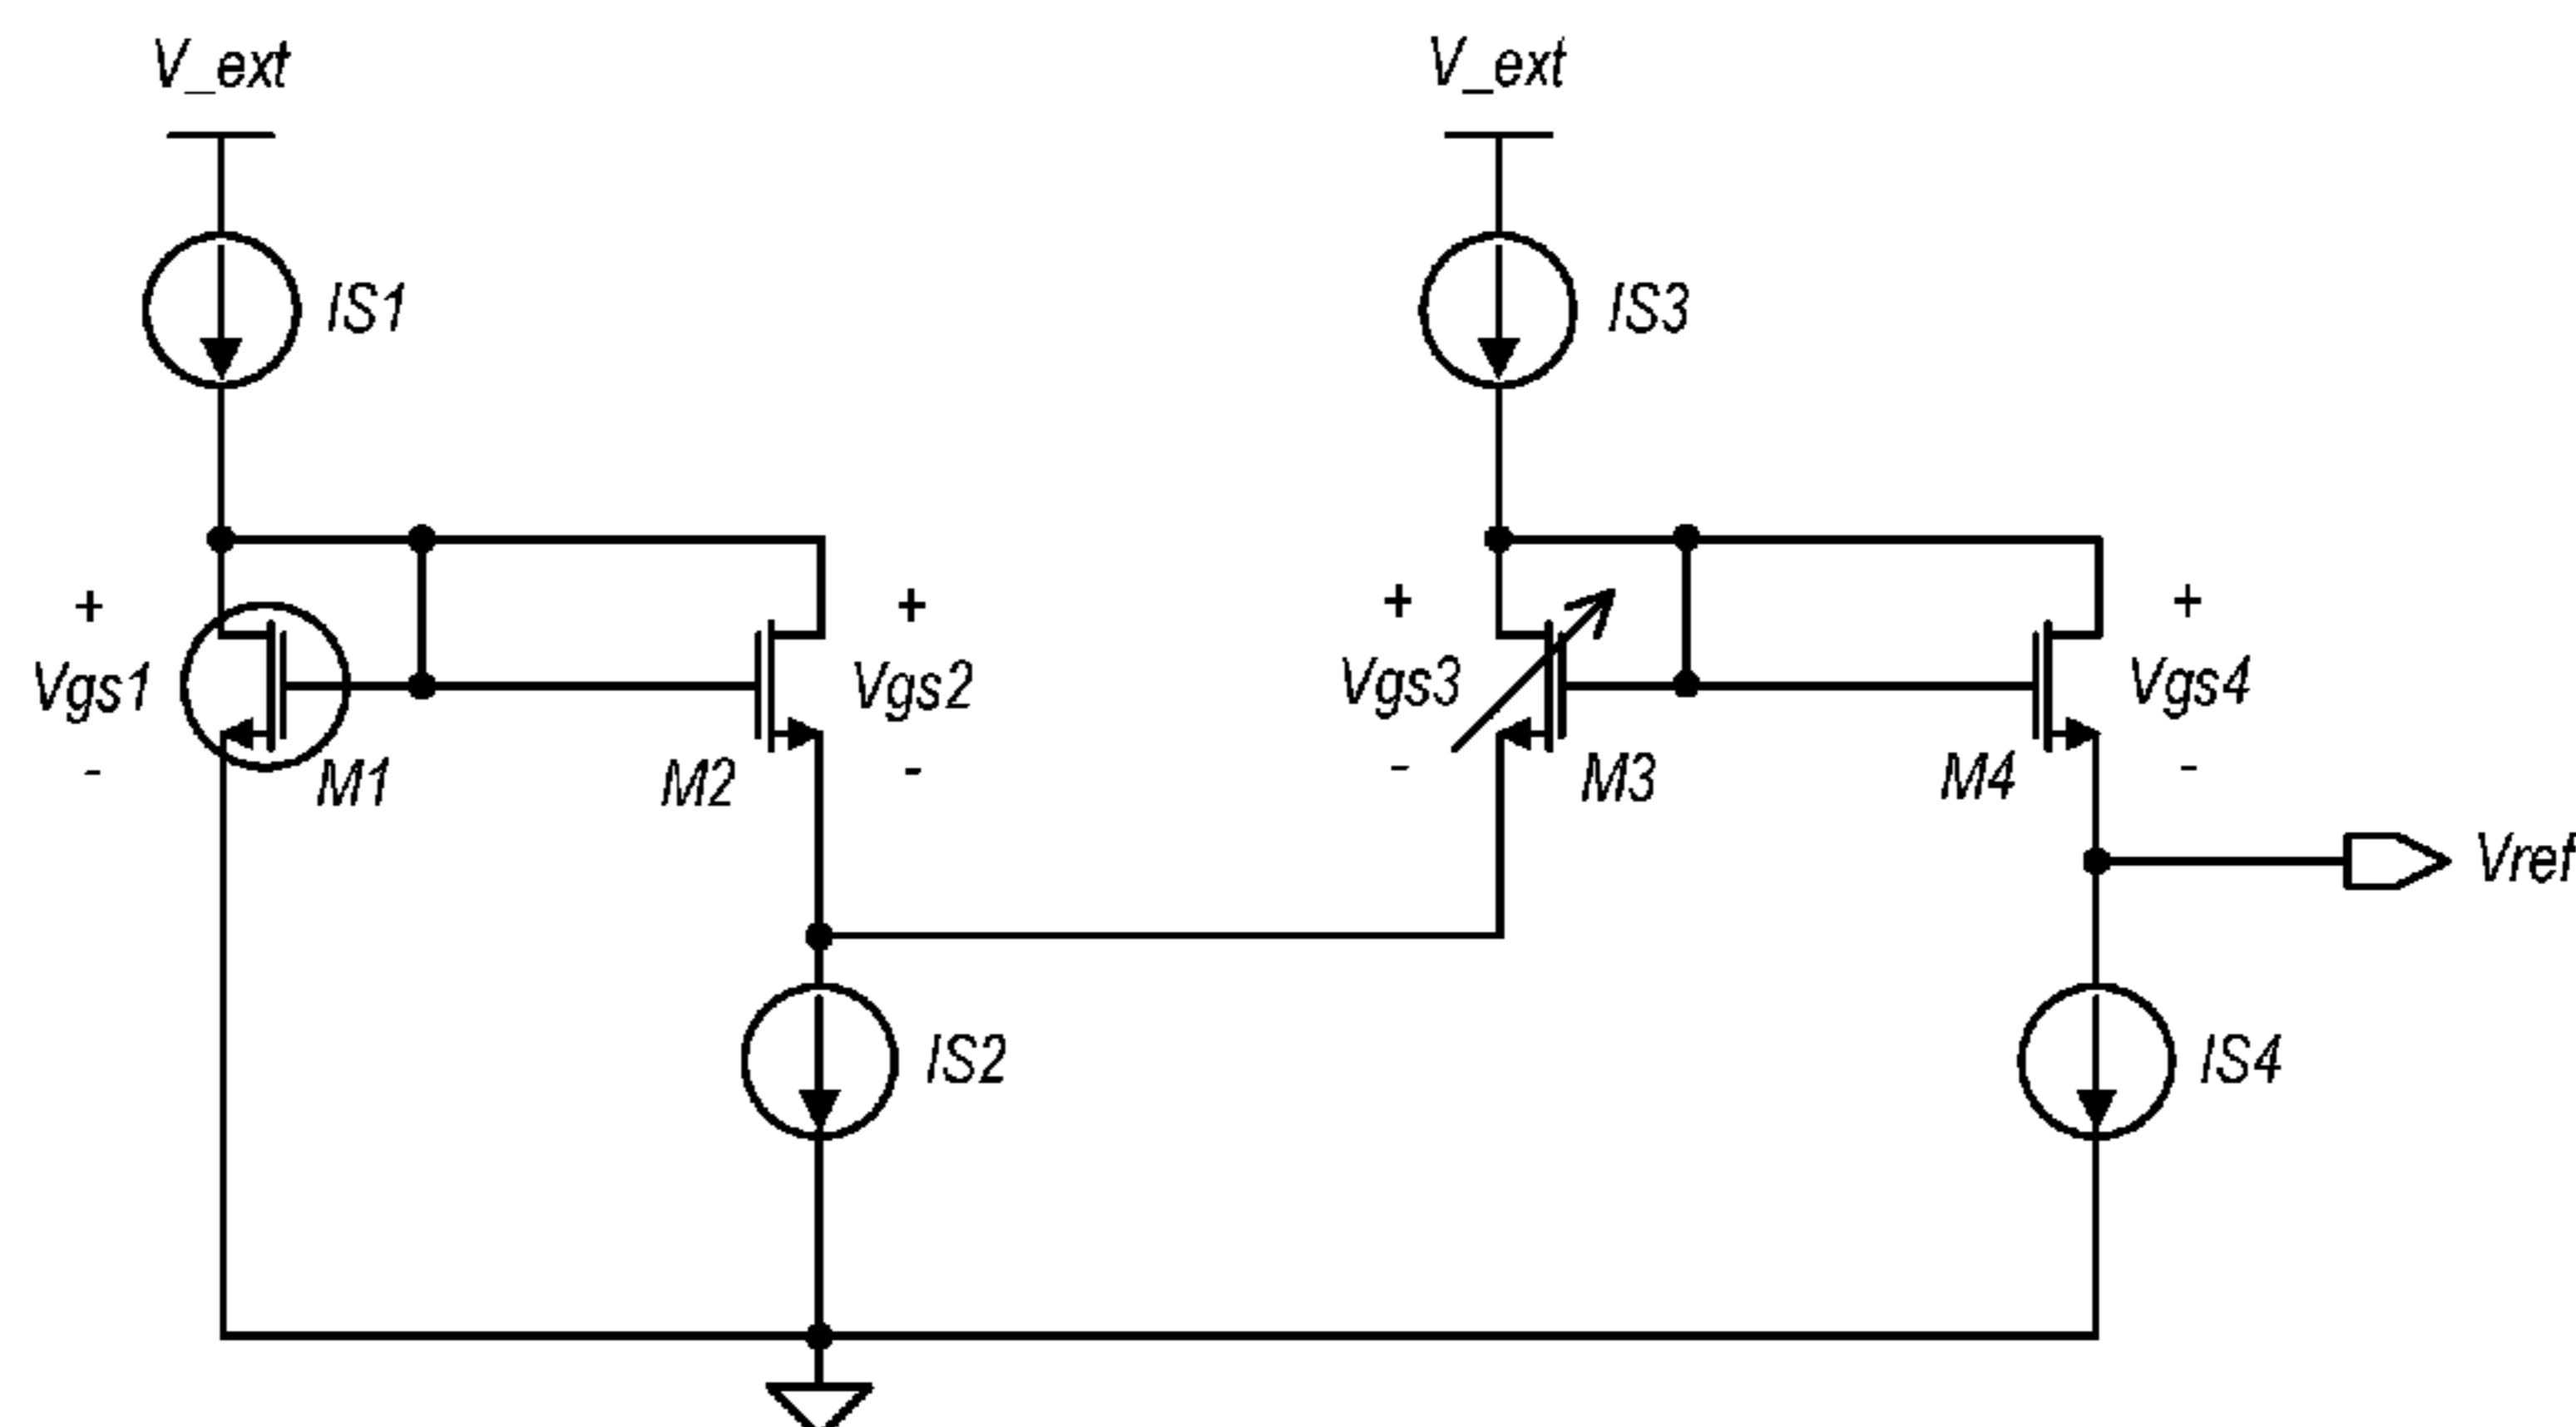 V_ext
V_ext
IS1
IS3
+
+
+
+
Vgs1
Vgs2
Vgs3
Vgs4
-
M1
M2
-
-
M3
M4
-
Vref
IS2
IS4